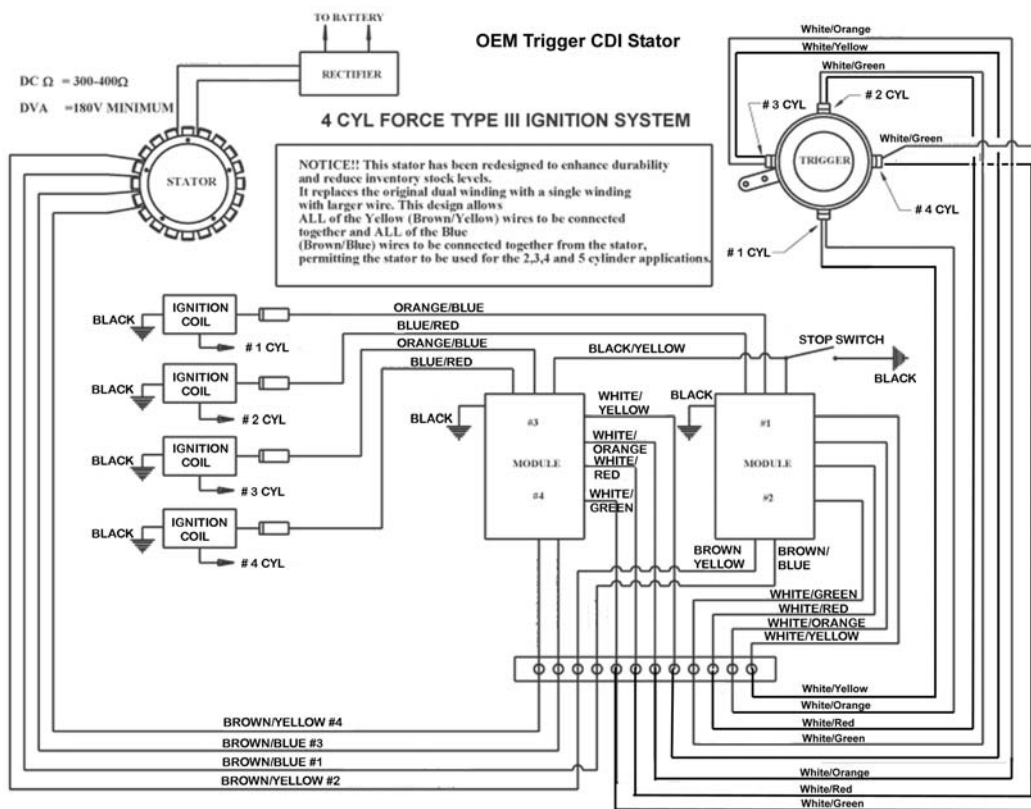 TO BATTERY
RECTIFIER
OEM Trigger CDI Stator
White/Orange
White/Yellow
White/Green
# 3 CYL
# 2 CYL
White/Green
TRIGGER
# 4 CYL
# 1 CYL
DC Ω = 300-400Ω
DVA =180V MINIMUM
STATOR
4 CYL FORCE TYPE III IGNITION SYSTEM
NOTICE!! This stator has been redesigned to enhance durability
and reduce inventory stock levels.
It replaces the original dual winding with a single winding
with larger wire. This design allows
ALL of the Yellow (Brown/Yellow) wires to be connected
together and ALL of the Blue
(Brown/Blue) wires to be connected together from the stator,
permitting the stator to be used for the 2,3,4 and 5 cylinder applications.
BLACK
IGNITION
COIL
# 1 CYL
BLACK
IGNITION
COIL
# 2 CYL
BLACK
IGNITION
COIL
# 3 CYL
BLACK
IGNITION
COIL
# 4 CYL
ORANGE/BLUE
BLUE/RED
ORANGE/BLUE
BLUE/RED
BLACK/YELLOW
STOP SWITCH
BLACK
BLACK
#3
MODULE
#4
WHITE/
YELLOW
WHITE/
ORANGE
WHITE/
RED
WHITE/
GREEN
BLACK
#1
MODULE
#2
BROWN
YELLOW
BROWN/
BLUE
WHITE/GREEN
WHITE/RED
WHITE/ORANGE
WHITE/YELLOW
White/Yellow
White/Orange
White/Red
White/Green
White/Orange
White/Red
White/Green
BROWN/YELLOW #4
BROWN/BLUE #3
BROWN/BLUE #1
BROWN/YELLOW #2